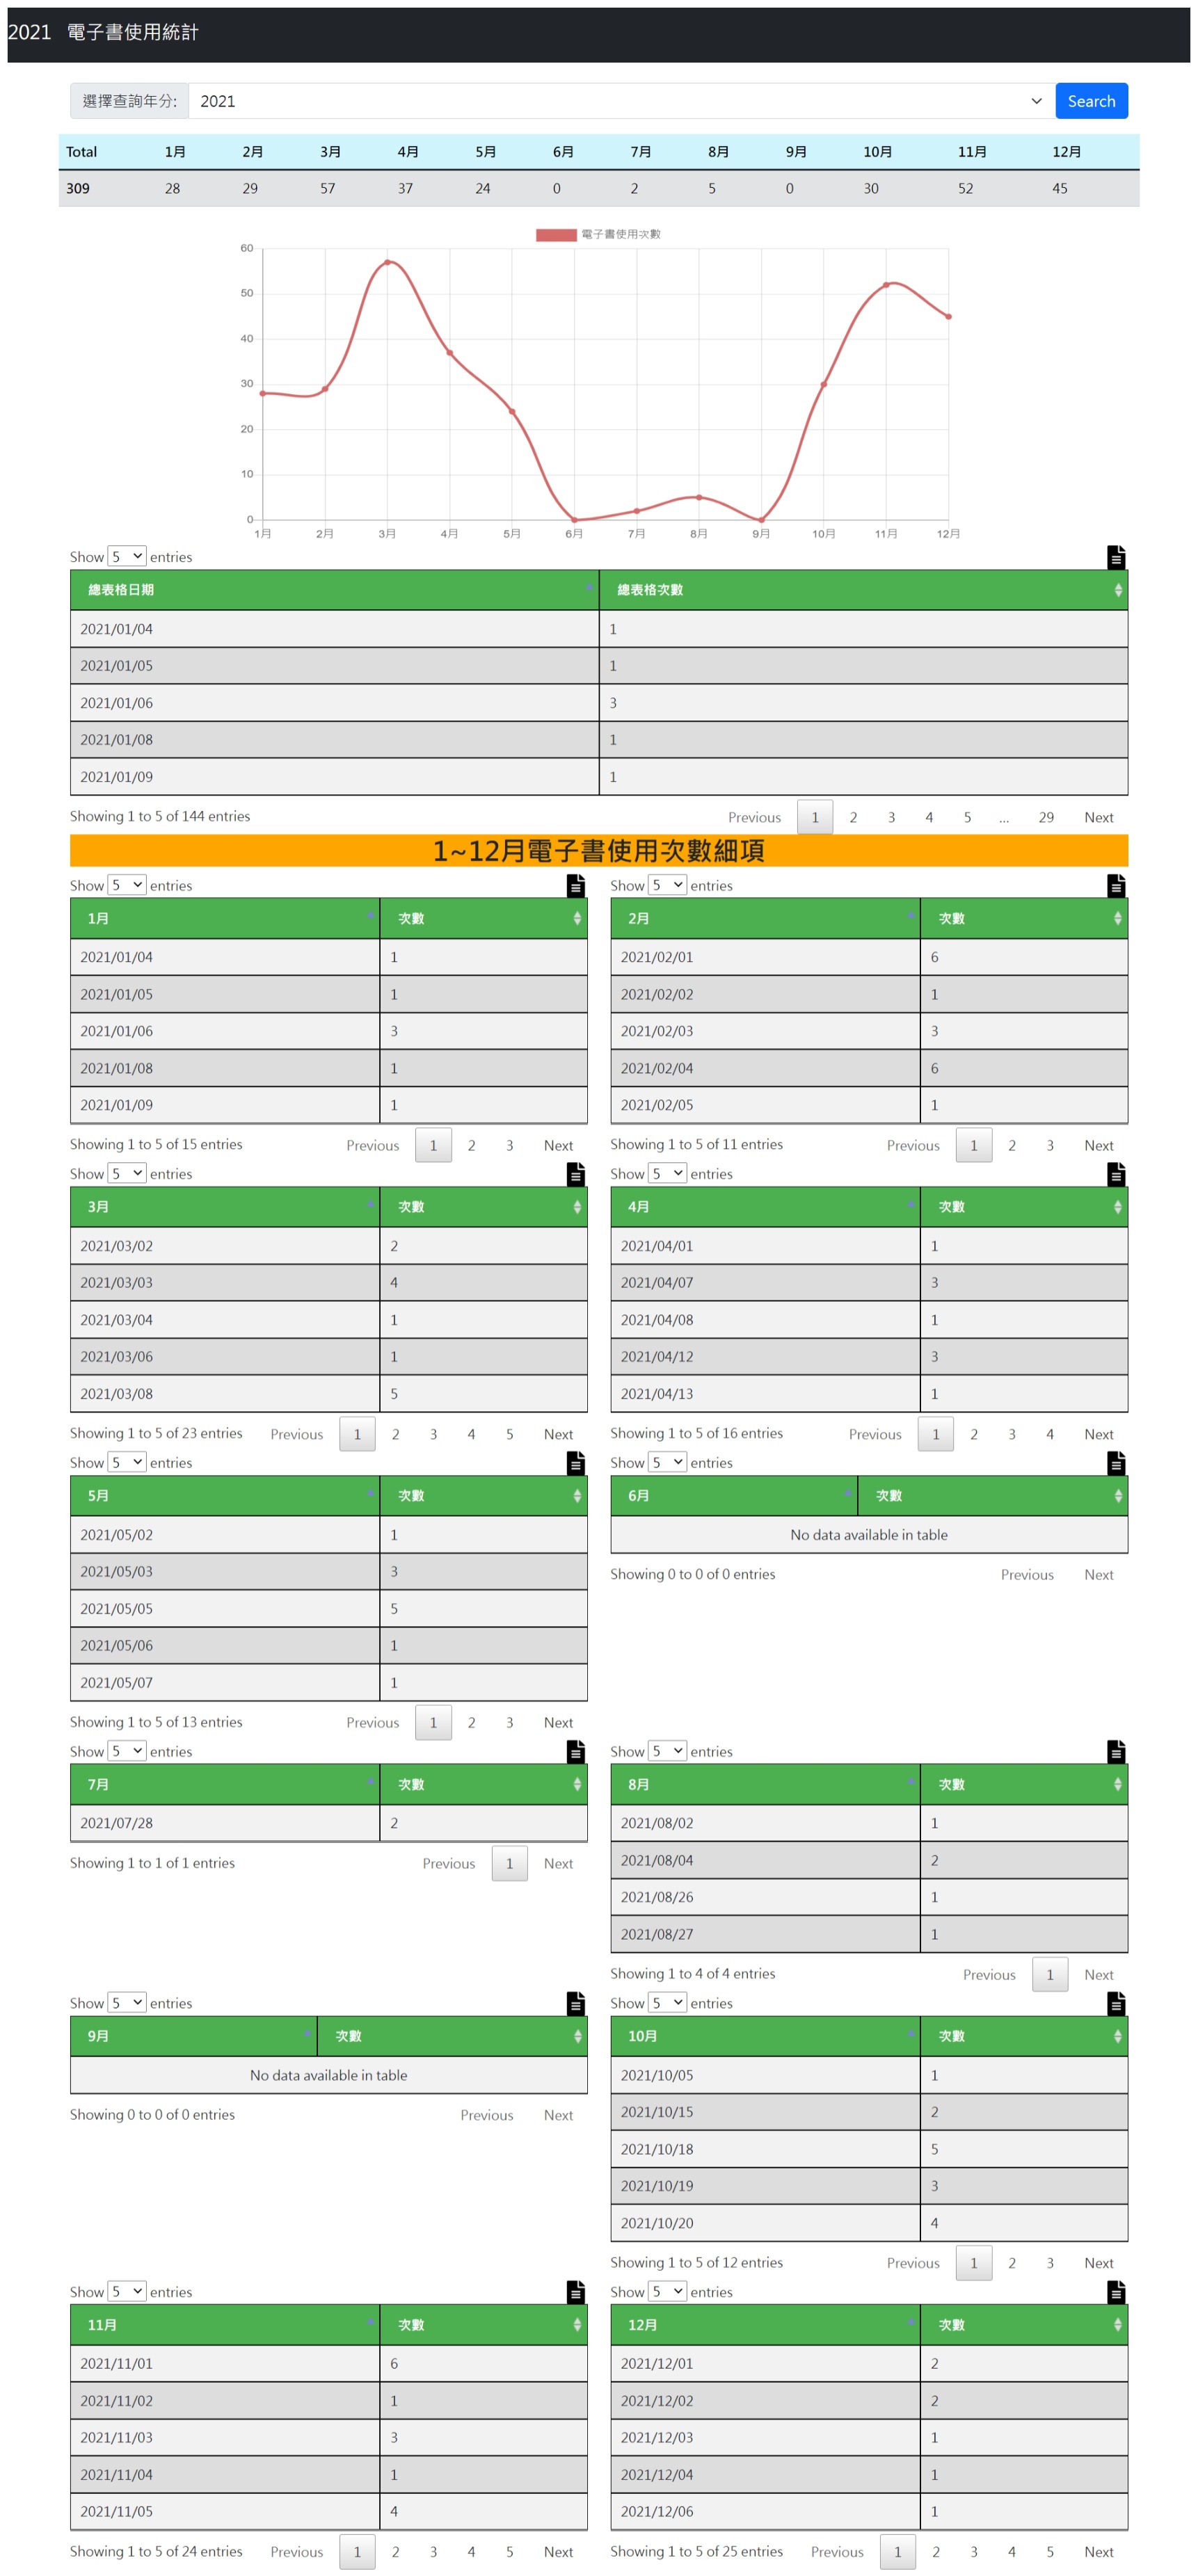 2021 電子書使用統計
選擇查詢年分: 2021 Search
Total 1月 2月 3月 4月 5月 6月 7月 8月 9月 10月 11月 12月
309 28 29 57 37 24 0 2 5 0 30 52 45
電子書使用次數
60
50
40
30
20
10
0
1月 2月 3月 4月 5月 6月 7月 8月 9月 10月 11月 12月
Show 5 entries
總表格日期 總表格次數
2021/01/04 1
2021/01/05 1
2021/01/06 3
2021/01/08 1
2021/01/09 1
Showing 1 to 5 of 144 entries Previous 1 2 3 4 5 ... 29 Next
1~12月電子書使用次數細項
Show 5 entries
1月 次數
2021/01/04 1
2021/01/05 1
2021/01/06 3
2021/01/08 1
2021/01/09 1
Showing 1 to 5 of 15 entries Previous 1 2 3 Next
Show 5 entries
2月 次數
2021/02/01 6
2021/02/02 1
2021/02/03 3
2021/02/04 6
2021/02/05 1
Showing 1 to 5 of 11 entries Previous 1 2 3 Next
Show 5 entries
3月 次數
2021/03/02 2
2021/03/03 4
2021/03/04 1
2021/03/06 1
2021/03/08 5
Showing 1 to 5 of 23 entries Previous 1 2 3 4 5 Next
Show 5 entries
4月 次數
2021/04/01 1
2021/04/07 3
2021/04/08 1
2021/04/12 3
2021/04/13 1
Showing 1 to 5 of 16 entries Previous 1 2 3 4 Next
Show 5 entries
5月 次數
2021/05/02 1
2021/05/03 3
2021/05/05 5
2021/05/06 1
2021/05/07 1
Showing 1 to 5 of 13 entries Previous 1 2 3 Next
Show 5 entries
6月 次數
No data available in table
Showing 0 to 0 of 0 entries Previous Next
Show 5 entries
7月 次數
2021/07/28 2
Showing 1 to 1 of 1 entries Previous 1 Next
Show 5 entries
8月 次數
2021/08/02 1
2021/08/04 2
2021/08/26 1
2021/08/27 1
Showing 1 to 4 of 4 entries Previous 1 Next
Show 5 entries
9月 次數
No data available in table
Showing 0 to 0 of 0 entries Previous Next
Show 5 entries
10月 次數
2021/10/05 1
2021/10/15 2
2021/10/18 5
2021/10/19 3
2021/10/20 4
Showing 1 to 5 of 12 entries Previous 1 2 3 Next
Show 5 entries
11月 次數
2021/11/01 6
2021/11/02 1
2021/11/03 3
2021/11/04 1
2021/11/05 4
Showing 1 to 5 of 24 entries Previous 1 2 3 4 5 Next
Show 5 entries
12月 次數
2021/12/01 2
2021/12/02 2
2021/12/03 1
2021/12/04 1
2021/12/06 1
Showing 1 to 5 of 25 entries Previous 1 2 3 4 5 Next